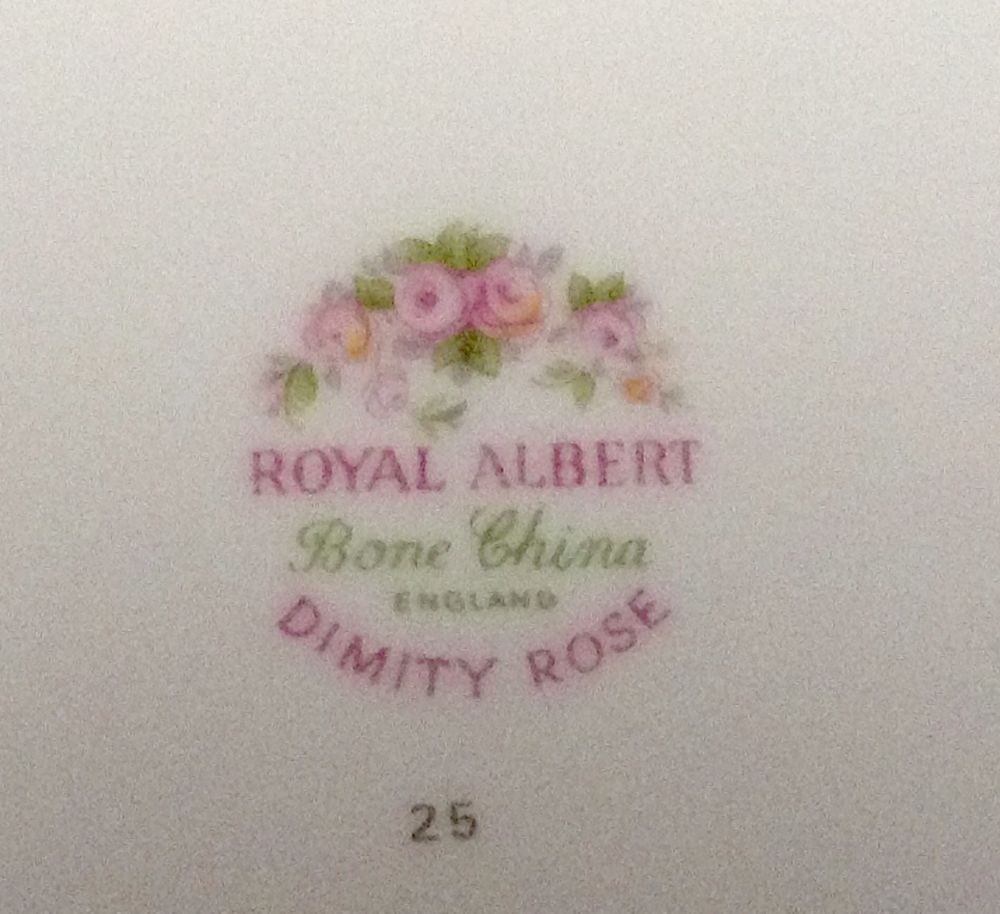 ROYAL ALBERT
Bone China
ENGLAND
DIMITY ROSE
25